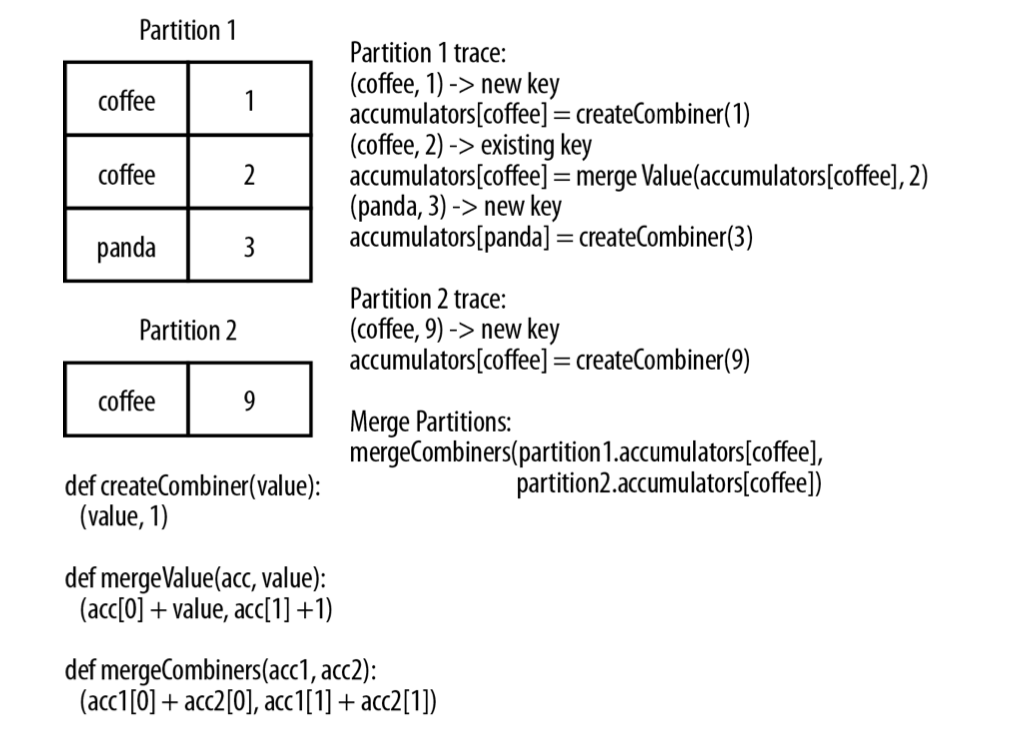 Partition 1
coffee 1
coffee 2
panda 3
Partition 2
coffee 9
def createCombiner(value):
(value, 1)
def mergeValue(acc, value):
(acc[0] + value, acc[1] +1)
def mergeCombiners(acc1, acc2):
(acc1[0] + acc2[0], acc1[1] + acc2[1])
Partition 1 trace:
(coffee, 1) -> new key
accumulators[coffee] = createCombiner(1)
(coffee, 2) -> existing key
accumulators[coffee] = merge Value(accumulators[coffee], 2)
(panda, 3) -> new key
accumulators[panda] = createCombiner(3)
Partition 2 trace:
(coffee, 9) -> new key
accumulators[coffee] = createCombiner(9)
Merge Partitions:
mergeCombiners(partition1.accumulators[coffee],
partition2.accumulators[coffee])